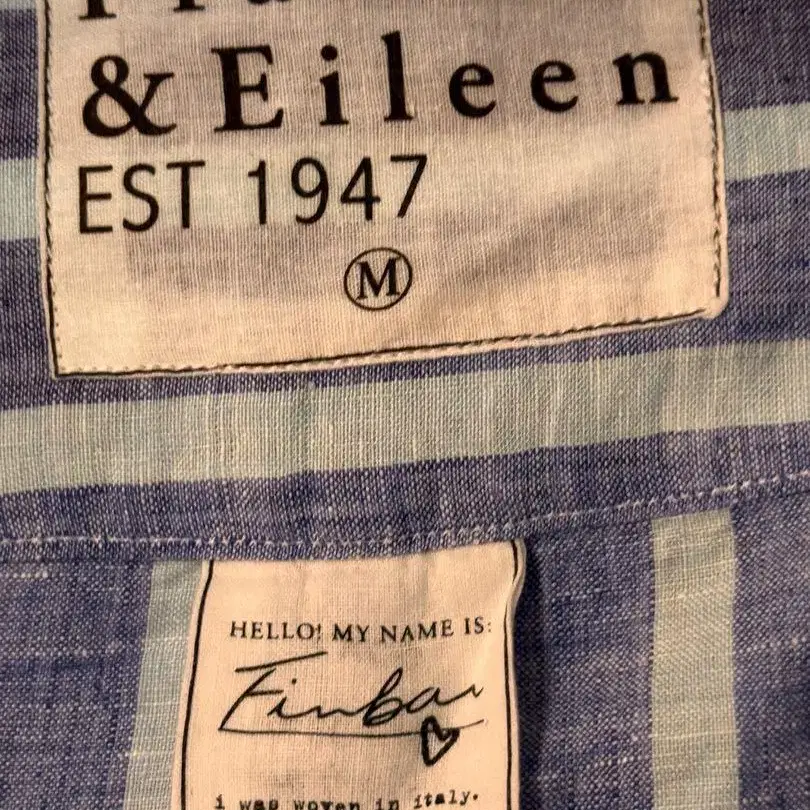 & Eileen
EST 1947
M
HELLO! MY NAME IS:
Finbar
i was woven in italy.